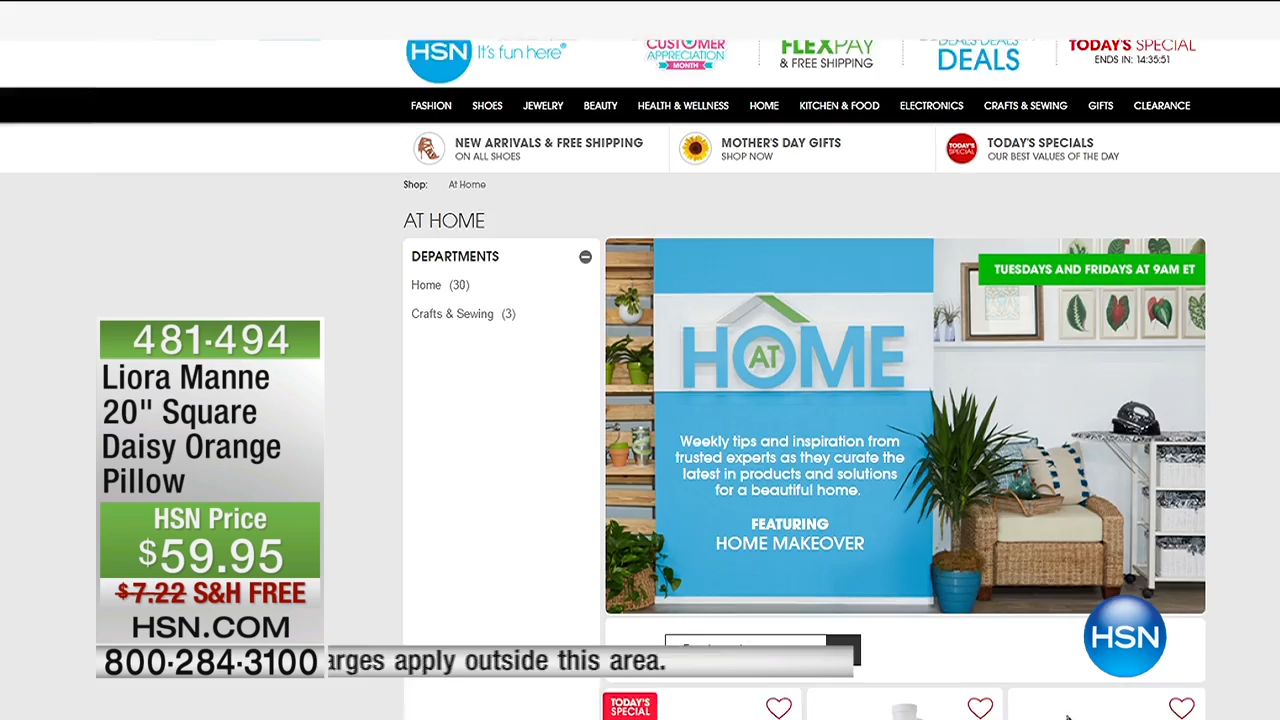 HSN It's fun here®
CUSTOMER
APPRECIATION
MONTH
FLEXPAY
& FREE SHIPPING
DEALS DEALS
DEALS
TODAY'S SPECIAL
ENDS IN: 14:35:51
FASHION SHOES JEWELRY BEAUTY HEALTH & WELLNESS HOME KITCHEN & FOOD ELECTRONICS CRAFTS & SEWING GIFTS CLEARANCE
NEW ARRIVALS & FREE SHIPPING
ON ALL SHOES
MOTHER'S DAY GIFTS
SHOP NOW
TODAY'S SPECIAL
TODAY'S SPECIALS
OUR BEST VALUES OF THE DAY
Shop: At Home
AT HOME
DEPARTMENTS
Home (30)
Crafts & Sewing (3)
TUESDAYS AND FRIDAYS AT 9AM ET
AT HOME
Weekly tips and inspiration from
trusted experts as they curate the
latest in products and solutions
for a beautiful home.
FEATURING
HOME MAKEOVER
481·494
Liora Manne
20" Square
Daisy Orange
Pillow
HSN Price
$59.95
$7.22 S&H FREE
HSN.COM
800·284·3100
arges apply outside this area.
HSN
TODAY'S
SPECIAL